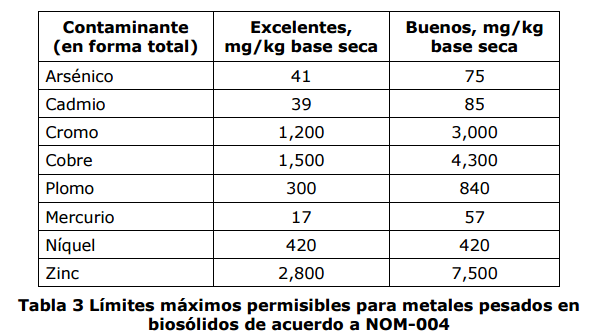 Contaminante Excelentes, Buenos, mg/kg
(en forma total) mg/kg base seca base seca
Arsénico 41 75
Cadmio 39 85
Cromo 1,200 3,000
Cobre 1,500 4,300
Plomo 300 840
Mercurio 17 57
Níquel 420 420
Zinc 2,800 7,500
Tabla 3 Límites máximos permisibles para metales pesados en
biosólidos de acuerdo a NOM-004